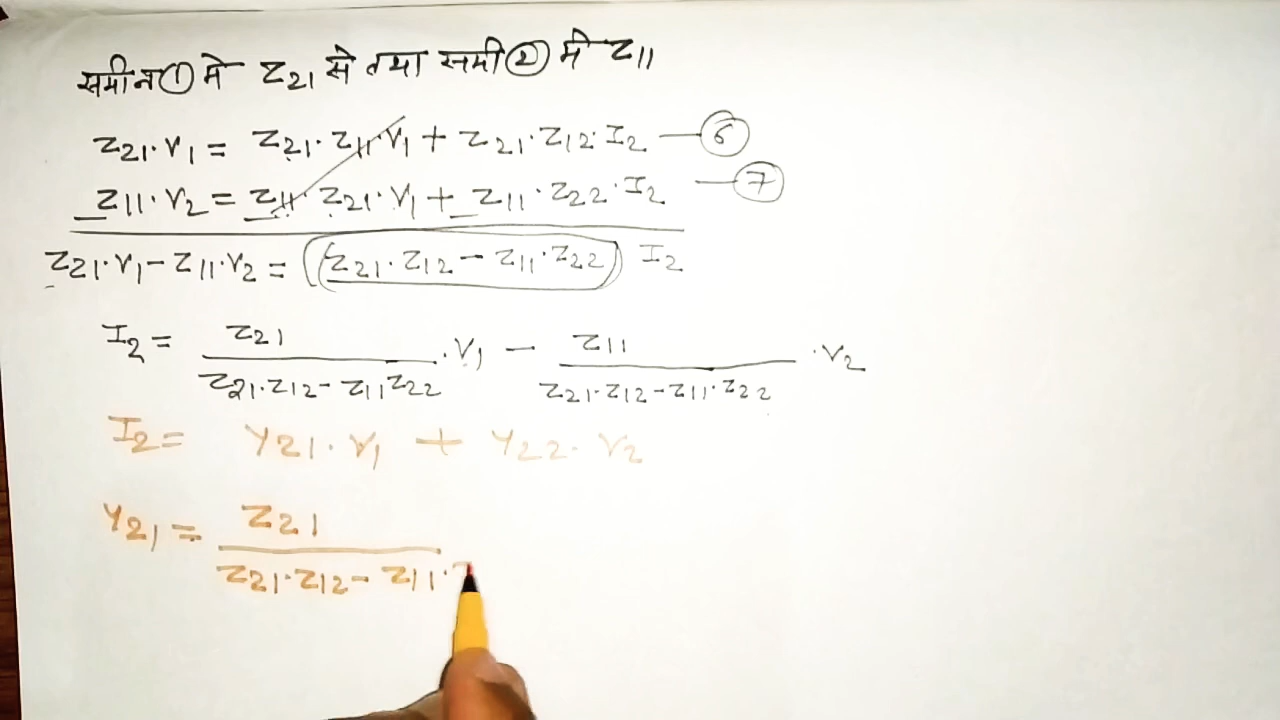 समीन ① मे Z21 से तथा समी ② मे Z11
Z21·V1 = Z21·Z11·V1 + Z21·Z12·I2 — ⑥
Z11·V2 = Z11·Z21·V1 + Z11·Z22·I2 — ⑦
Z21·V1 - Z11·V2 = (Z21·Z12 - Z11·Z22) I2
I2 = Z21 / (Z21·Z12 - Z11Z22) ·V1 - Z11 / (Z21·Z12 - Z11·Z22) ·V2
I2 = Y21·V1 + Y22·V2
Y21 = Z21 / (Z21·Z12 - Z11·